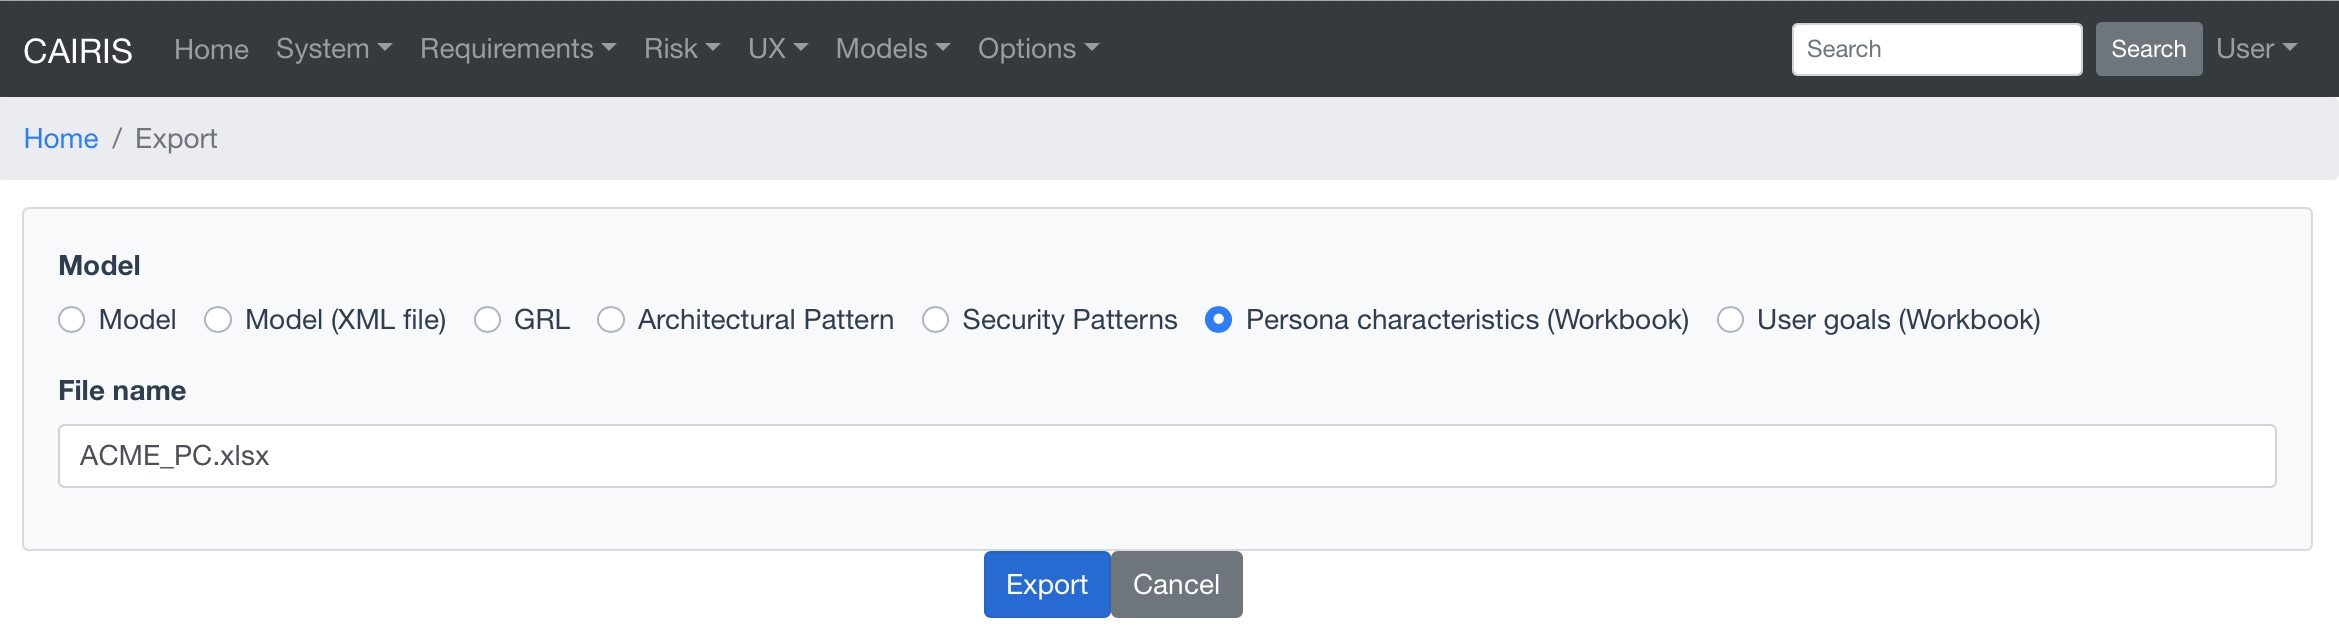 CAIRIS Home System Requirements Risk UX Models Options Search Search User
Home / Export
Model
Model Model (XML file) GRL Architectural Pattern Security Patterns Persona characteristics (Workbook) User goals (Workbook)
File name
ACME_PC.xlsx
Export Cancel